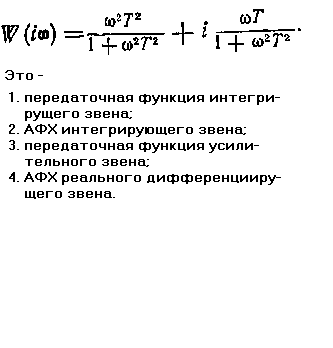 W (iω) = ω²T² / 1 + ω²T² + i ωT / 1 + ω²T² .
Это -
1. передаточная функция интегри-
рущего звена;
2. АФХ интегрирующего звена;
3. передаточная функция усили-
тельного звена;
4. АФХ реального дифференцииру-
щего звена.